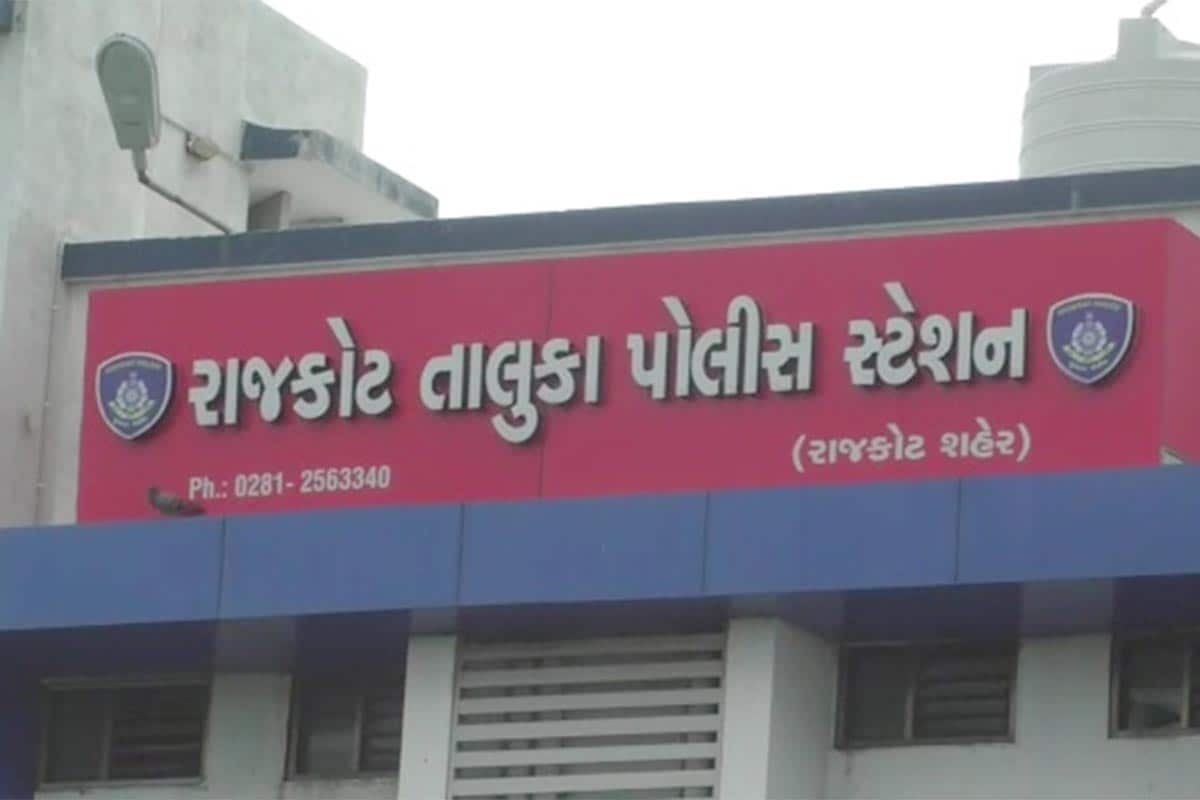 રાજકોટ તાલુકા પોલીસ સ્ટેશન
(રાજકોટ શહેર)
Ph.: 0281- 2563340